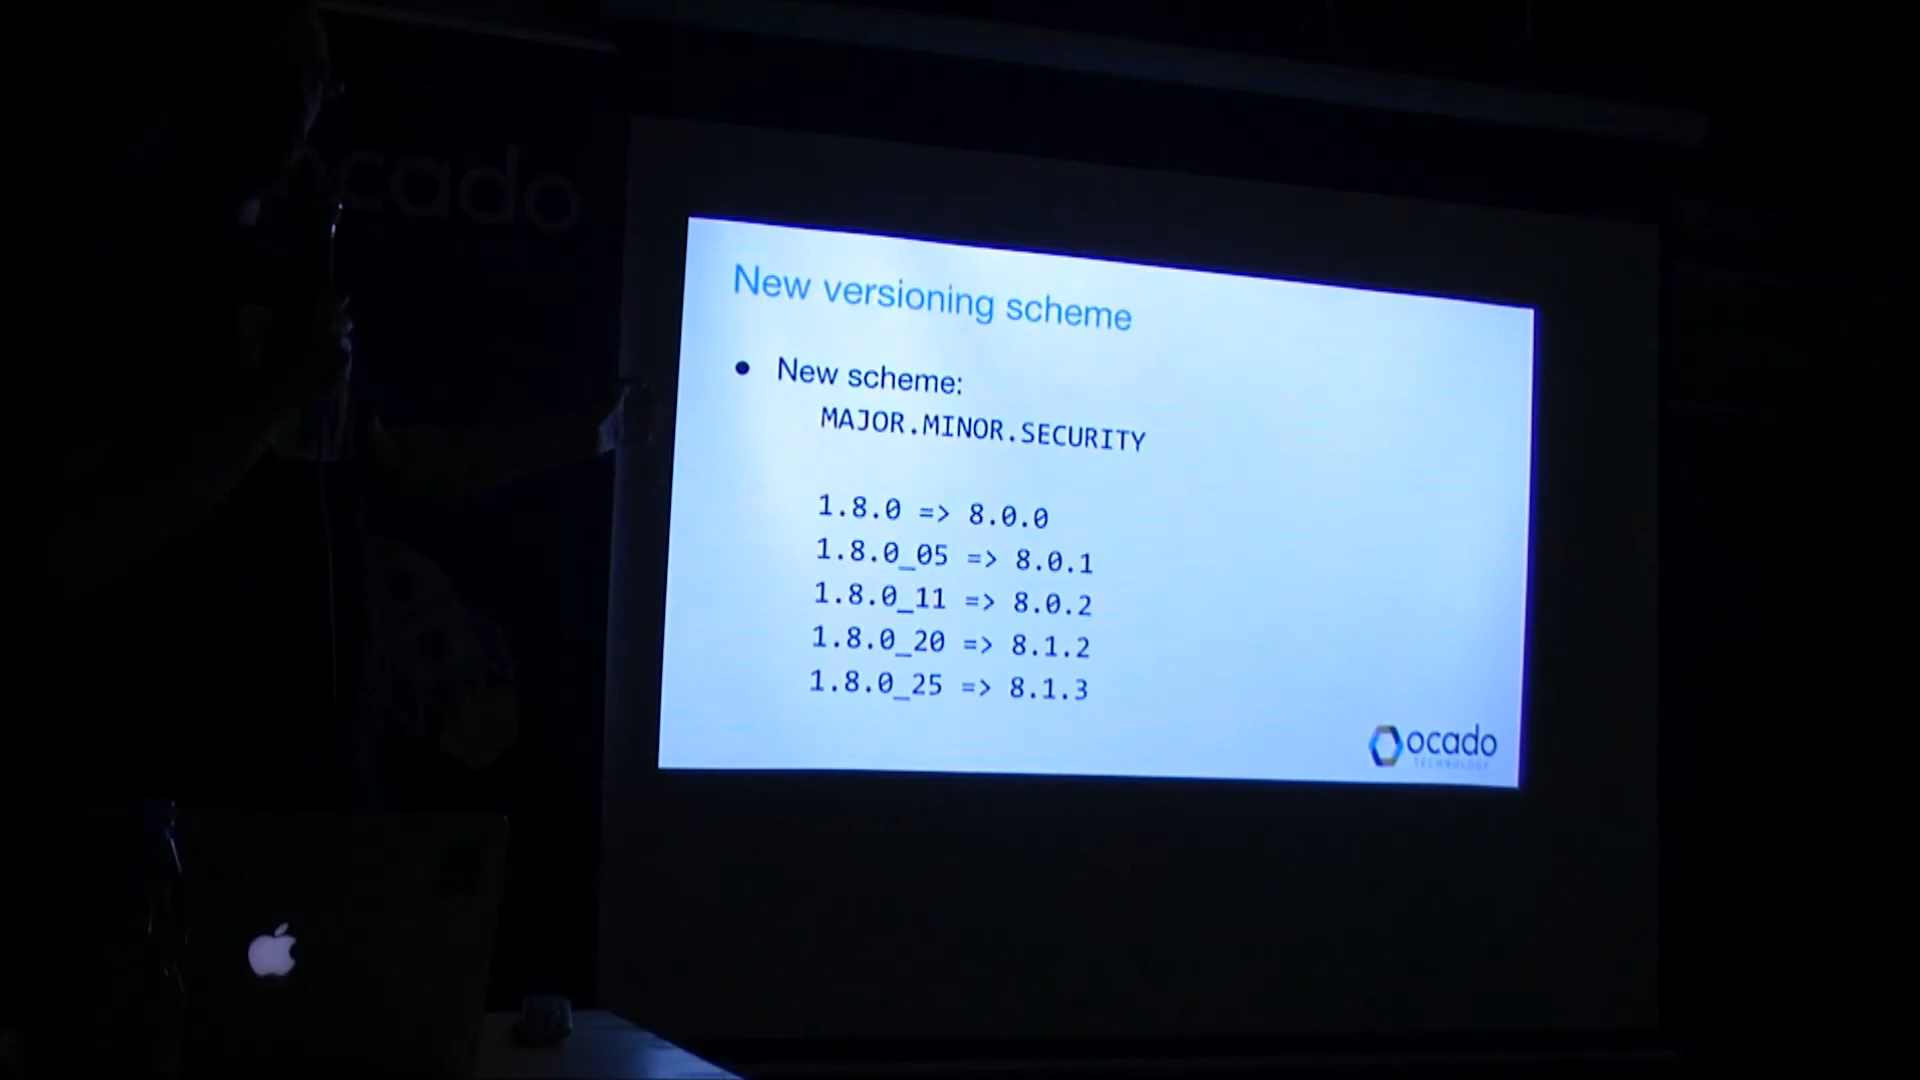 ocado
New versioning scheme
● New scheme:
MAJOR.MINOR.SECURITY
1.8.0 => 8.0.0
1.8.0_05 => 8.0.1
1.8.0_11 => 8.0.2
1.8.0_20 => 8.1.2
1.8.0_25 => 8.1.3
ocado
TECHNOLOGY